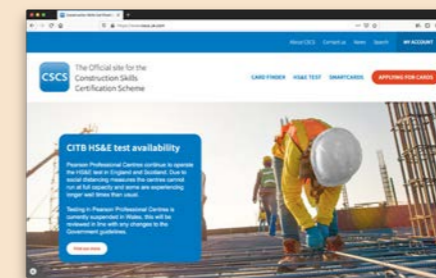 About CSCS Contact us News Search MY ACCOUNT
CSCS
The Official site for the
Construction Skills
Certification Scheme
CARD FINDER HS&E TEST SMARTCARDS APPLYING FOR CARDS
CITB HS&E test availability
Pearson Professional Centres continue to operate
the HS&E test in England and Scotland. Due to
social distancing measures the centres cannot
run at full capacity and some are experiencing
longer wait times than usual.
Testing in Pearson Professional Centres is
currently suspended in Wales, this will be
reviewed in line with any changes to the
Government guidelines.
Find out more